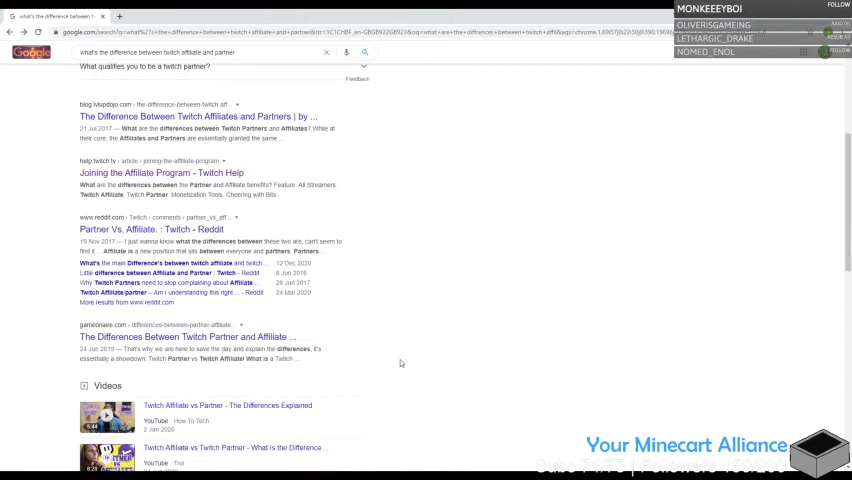 what's the difference between tw
MONKEEEYBOI
FOLLOW
OLIVERISGAMEING
RAID (5)
LETHARGIC_DRAKE
RESUB X3
NOMED_ENOL
FOLLOW
Google
what's the difference between twitch affiliate and partner
What qualifies you to be a twitch partner?
Feedback
blog.lvlupdojo.com › the-difference-between-twitch-aff...
The Difference Between Twitch Affiliates and Partners | by ...
21 Jul 2017 — What are the differences between Twitch Partners and Affiliates? While at
their core, the Affiliates and Partners are essentially granted the same ...
help.twitch.tv › article › joining-the-affiliate-program
Joining the Affiliate Program - Twitch Help
What are the differences between the Partner and Affiliate benefits? Feature: All Streamers.
Twitch Affiliate. Twitch Partner. Monetization Tools. Cheering with Bits.
www.reddit.com › Twitch › comments › partner_vs_aff...
Partner Vs. Affiliate. : Twitch - Reddit
19 Nov 2017 — I just wanna know what the differences between these two are, can't seem to
find it ... Affiliate is a new position that sits between everyone and partners. Partners ...
What's the main Difference's between twitch affiliate and twitch ... 12 Dec 2020
Little difference between Affiliate and Partner : Twitch - Reddit 8 Jun 2018
Why Twitch Partners need to stop complaining about Affiliate ... 28 Jun 2017
Twitch Affiliate/partner -- Am I understanding this right ... - Reddit 24 Mar 2020
More results from www.reddit.com
gameonaire.com › differences-between-partner-affiliate...
The Differences Between Twitch Partner and Affiliate ...
24 Jun 2019 — That's why we are here to save the day and explain the differences, it's
essentially a showdown: Twitch Partner vs Twitch Affiliate! What is a Twitch ...
Videos
Twitch Affiliate vs Partner - The Differences Explained
YouTube · How To Tech
2 Jan 2020
5:44
Twitch Affiliate vs Twitch Partner - What Is the Difference...
YouTube · Trui
8:28
Your Minecart Alliance